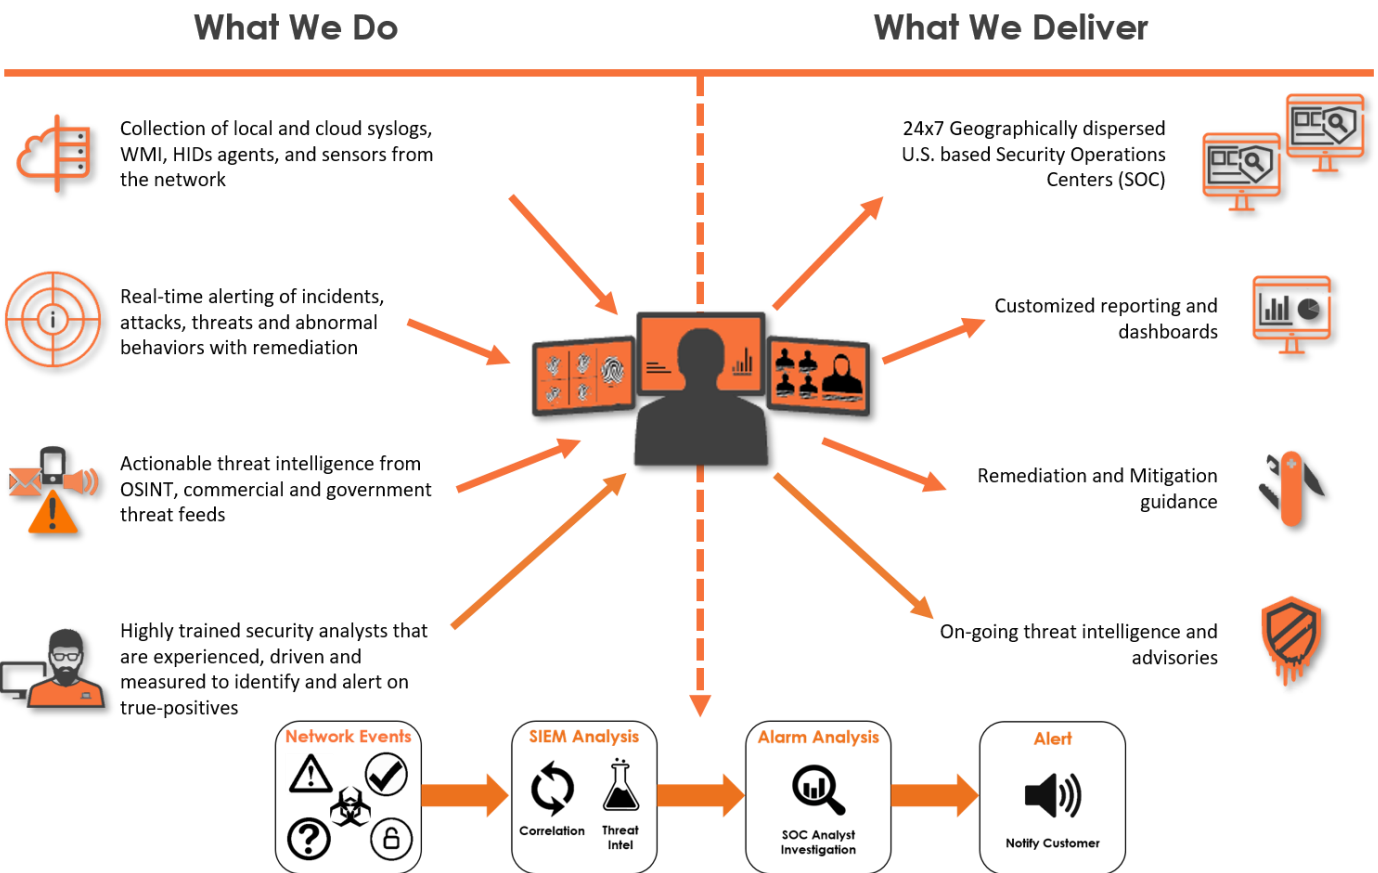 What We Do
What We Deliver
Collection of local and cloud syslogs,
WMI, HIDs agents, and sensors from
the network
24x7 Geographically dispersed
U.S. based Security Operations
Centers (SOC)
Real-time alerting of incidents,
attacks, threats and abnormal
behaviors with remediation
Customized reporting and
dashboards
Actionable threat intelligence from
OSINT, commercial and government
threat feeds
Remediation and Mitigation
guidance
Highly trained security analysts that
are experienced, driven and
measured to identify and alert on
true-positives
On-going threat intelligence and
advisories
Network Events
SIEM Analysis
Correlation
Threat
Intel
Alarm Analysis
SOC Analyst
Investigation
Alert
Notify Customer